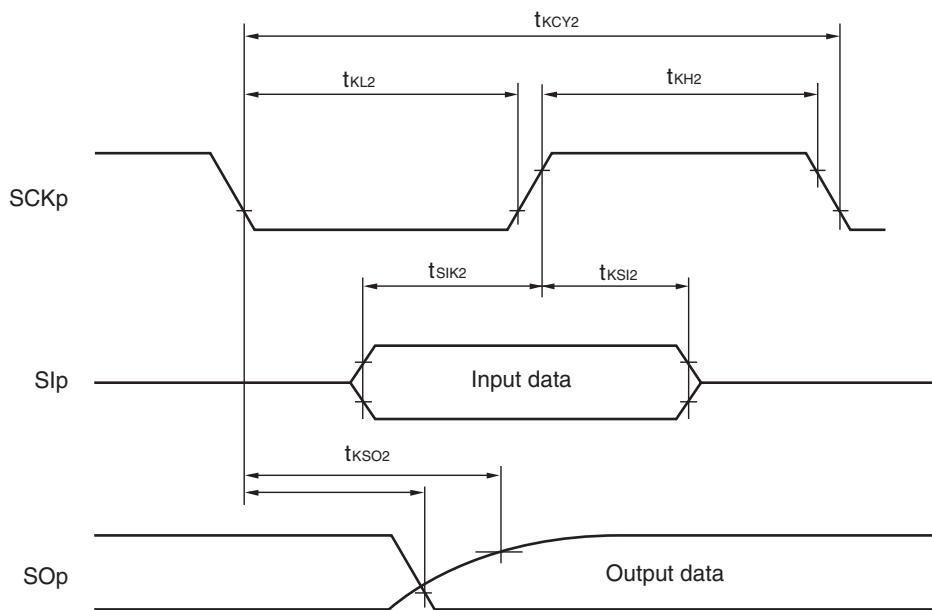 tKCY2
tKL2
tKH2
SCKp
tSIK2
tKSI2
SIp
Input data
tKSO2
SOp
Output data